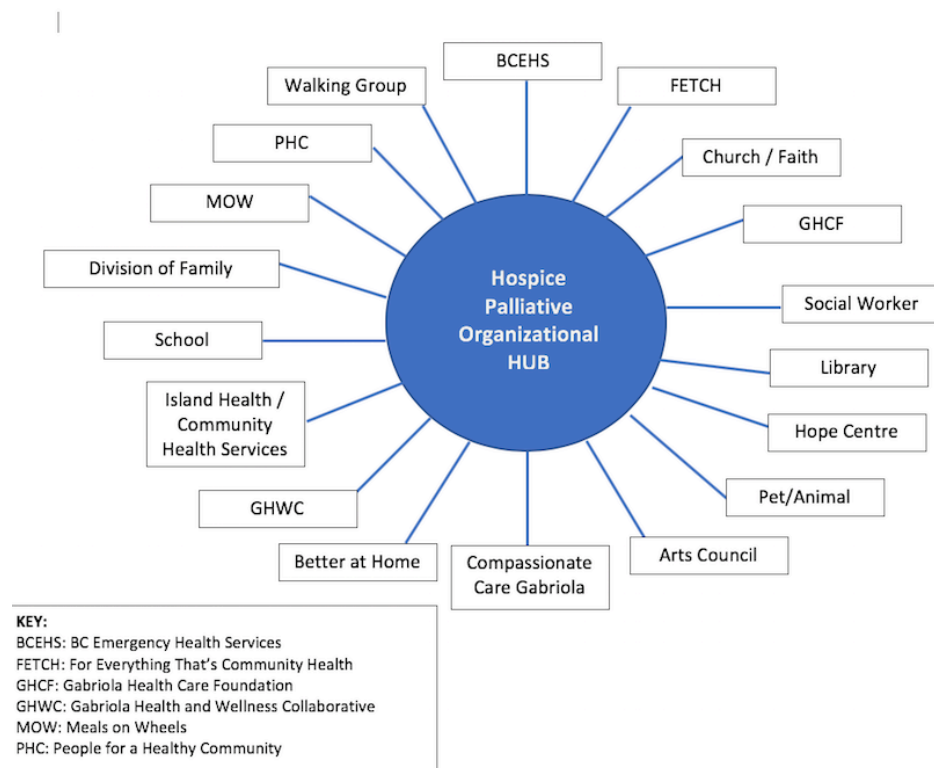 BCEHS
FETCH
Church / Faith
GHCF
Social Worker
Library
Hope Centre
Pet/Animal
Arts Council
Compassionate
Care Gabriola
Better at Home
GHWC
Island Health /
Community
Health Services
School
Division of Family
MOW
PHC
Walking Group
Hospice
Palliative
Organizational
HUB
KEY:
BCEHS: BC Emergency Health Services
FETCH: For Everything That's Community Health
GHCF: Gabriola Health Care Foundation
GHWC: Gabriola Health and Wellness Collaborative
MOW: Meals on Wheels
PHC: People for a Healthy Community